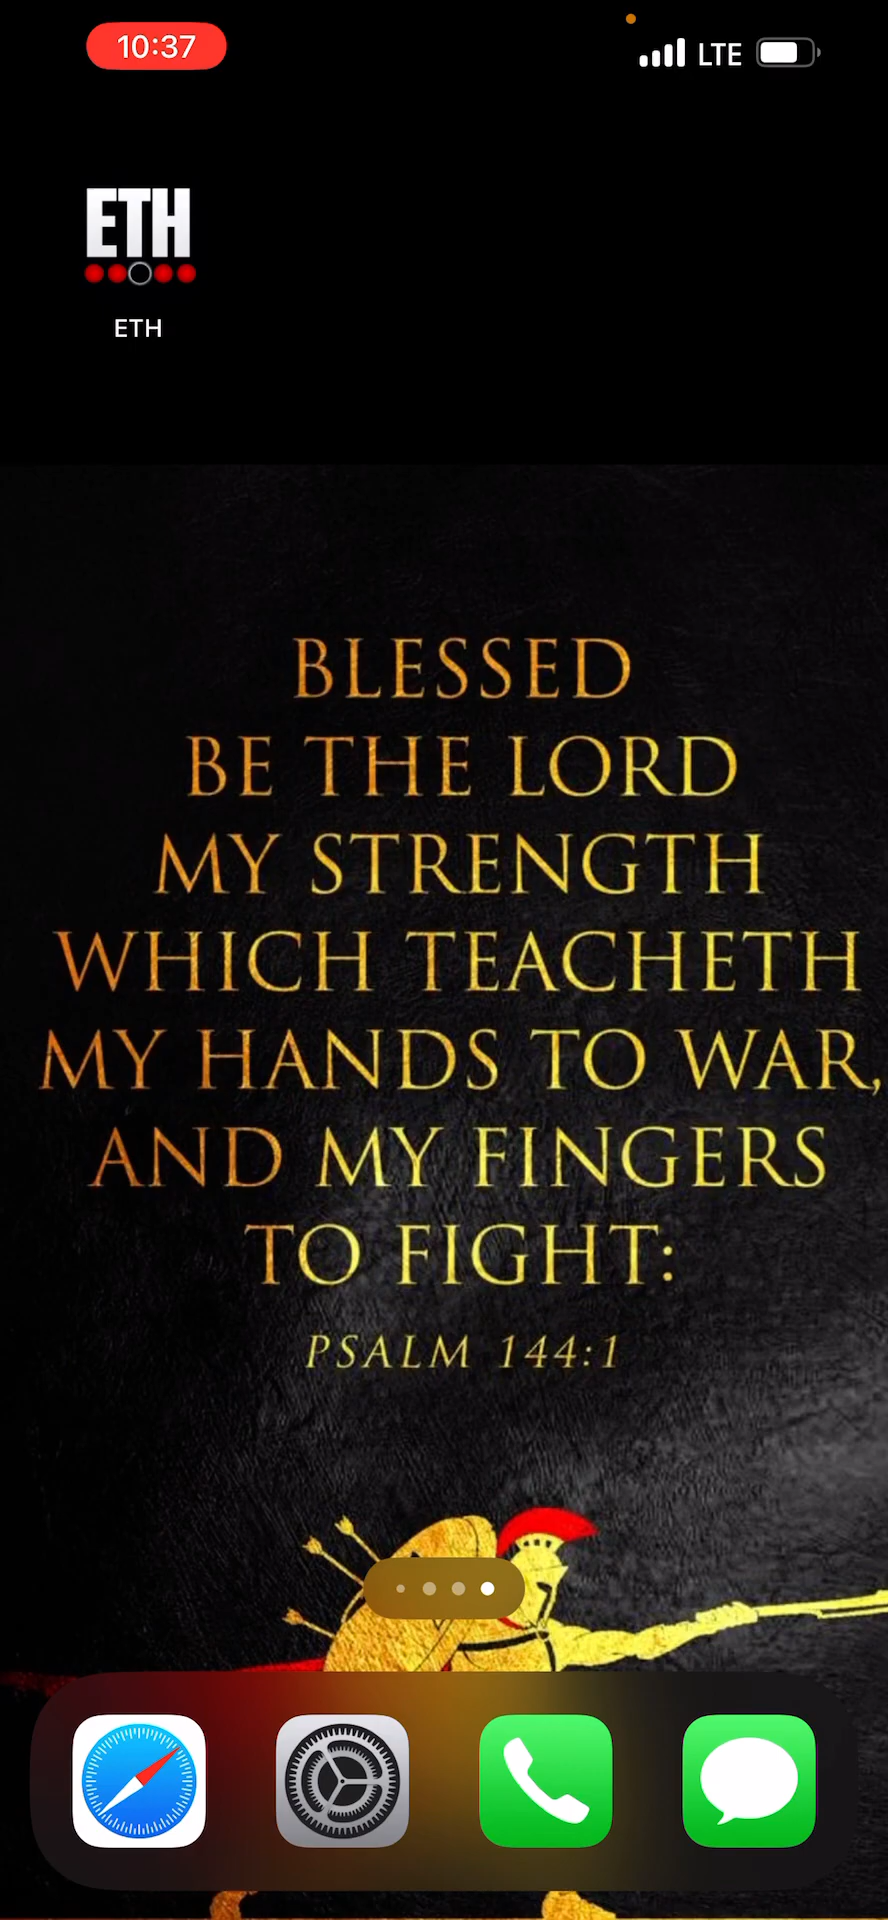 10:37
LTE
ETH
ETH
BLESSED
BE THE LORD
MY STRENGTH
WHICH TEACHETH
MY HANDS TO WAR,
AND MY FINGERS
TO FIGHT:
PSALM 144:1